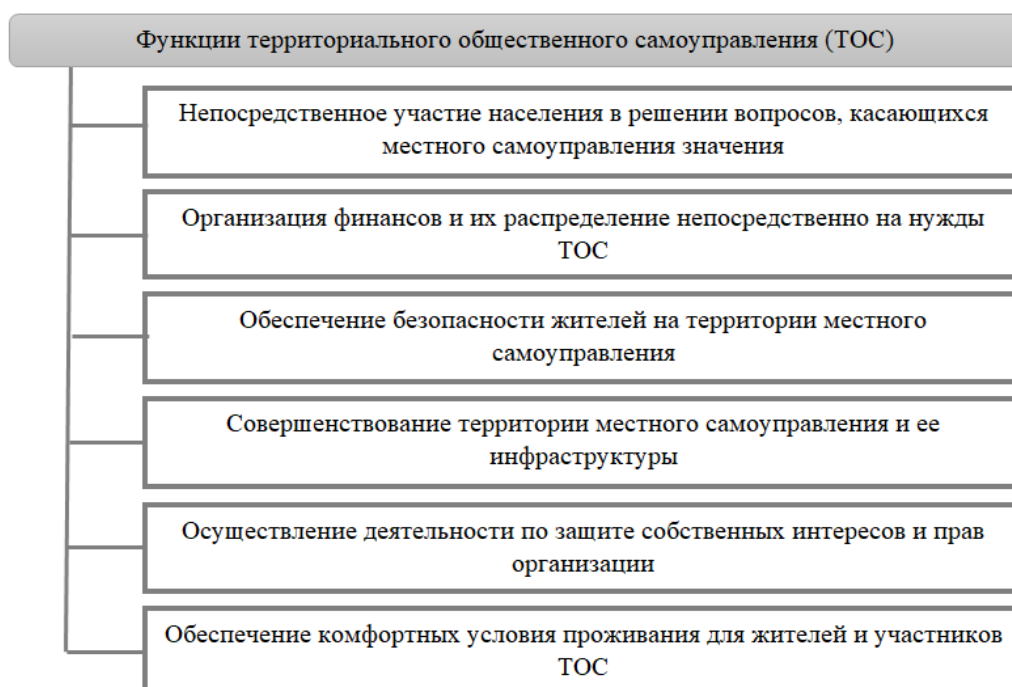 Функции территориального общественного самоуправления (ТОС)
Непосредственное участие населения в решении вопросов, касающихся
местного самоуправления значения
Организация финансов и их распределение непосредственно на нужды
ТОС
Обеспечение безопасности жителей на территории местного
самоуправления
Совершенствование территории местного самоуправления и ее
инфраструктуры
Осуществление деятельности по защите собственных интересов и прав
организации
Обеспечение комфортных условия проживания для жителей и участников
ТОС